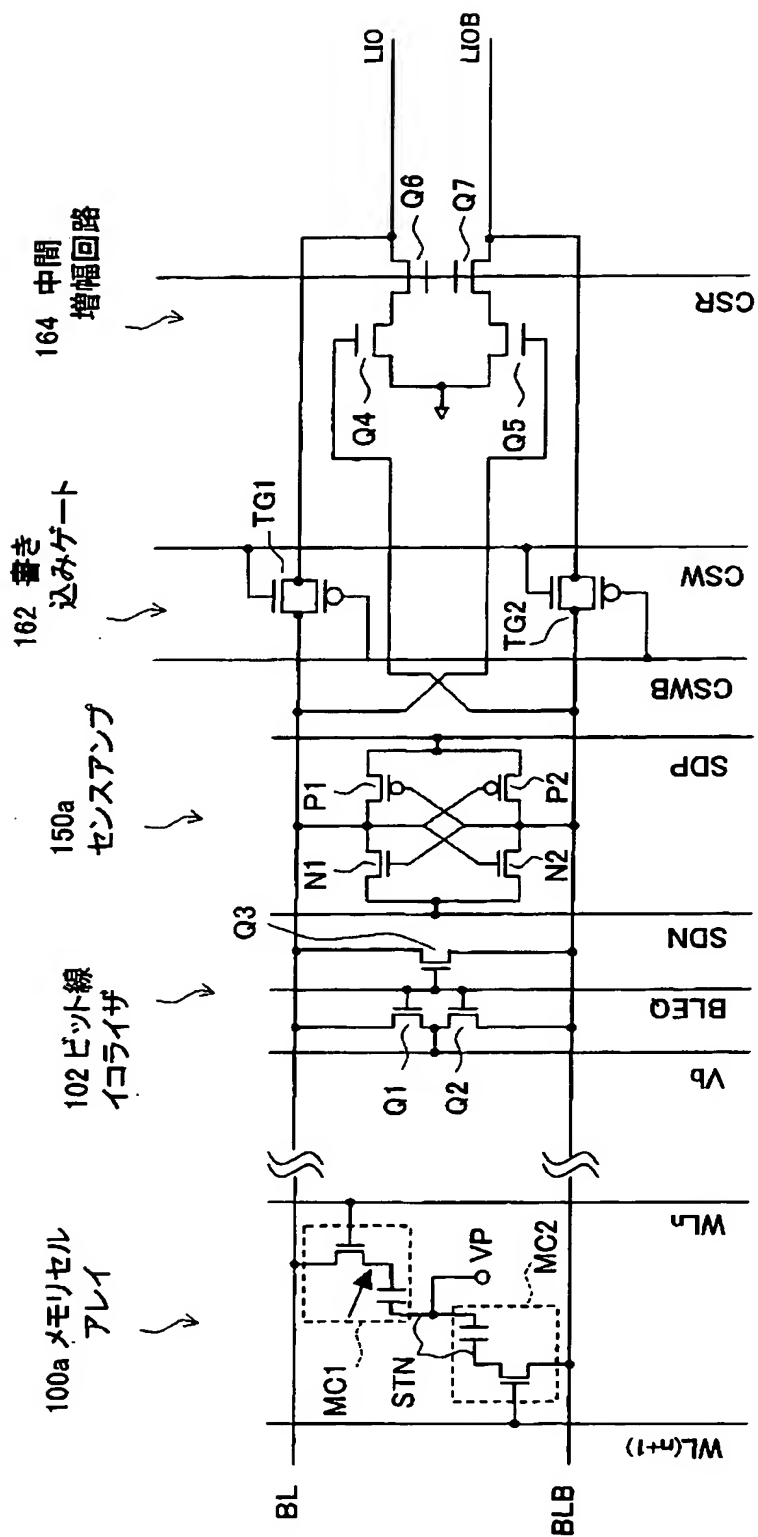 100a メモリセル
アレイ
102 ビット線
イコライザ
150a
センスアンプ
162 書き
込みゲート
164 中間
増幅回路
BL
MC1
STN
VP
MC2
Q1
Q2
Q3
N1
P1
N2
P2
TG1
TG2
Q4
Q5
Q6
Q7
LIO
LIOB
BLB
WL(n+1)
WLn
Vb
BLEQ
SDN
SDP
CSWB
CSW
CSR